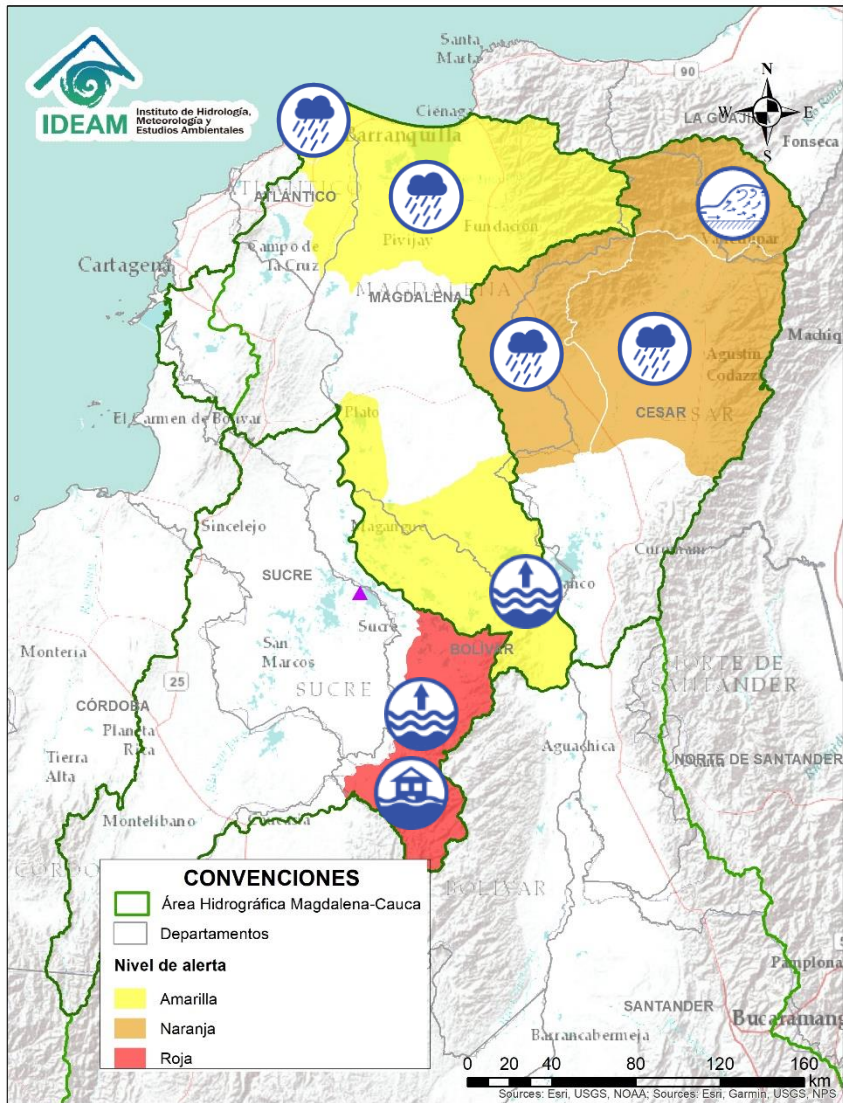 IDEAM
Instituto de Hidrología,
Meteorología y
Estudios Ambientales
Santa
Marta
90
N
W
E
S
LA GUAJIRA
Fonseca
Ciénaga
Barranquilla
ATLÁNTICO
Pivijay
Fundación
Valledupar
Cartagena
Campo de
la Cruz
MAGDALENA
MAGDALENA
Agustín
Codazzi
CESAR
CESAR
El Carmen de Bolívar
Plato
Magangué
Sincelejo
SUCRE
Sucre
BOLÍVAR
Montería
San
Marcos
25
SUCRE
CÓRDOBA
Planeta
Rica
Tierra
Alta
Aguachica
NORTE DE
SANTANDER
NORTE DE SANTANDER
Montelíbano
BOLÍVAR
CONVENCIONES
Área Hidrográfica Magdalena-Cauca
Departamentos
Nivel de alerta
Amarilla
Naranja
Roja
Pamplona
SANTANDER
Bucaramang
Barrancabermeja
0 20 40 80 120 160
km
Sources: Esri, USGS, NOAA; Sources: Esri, Garmin, USGS, NPS